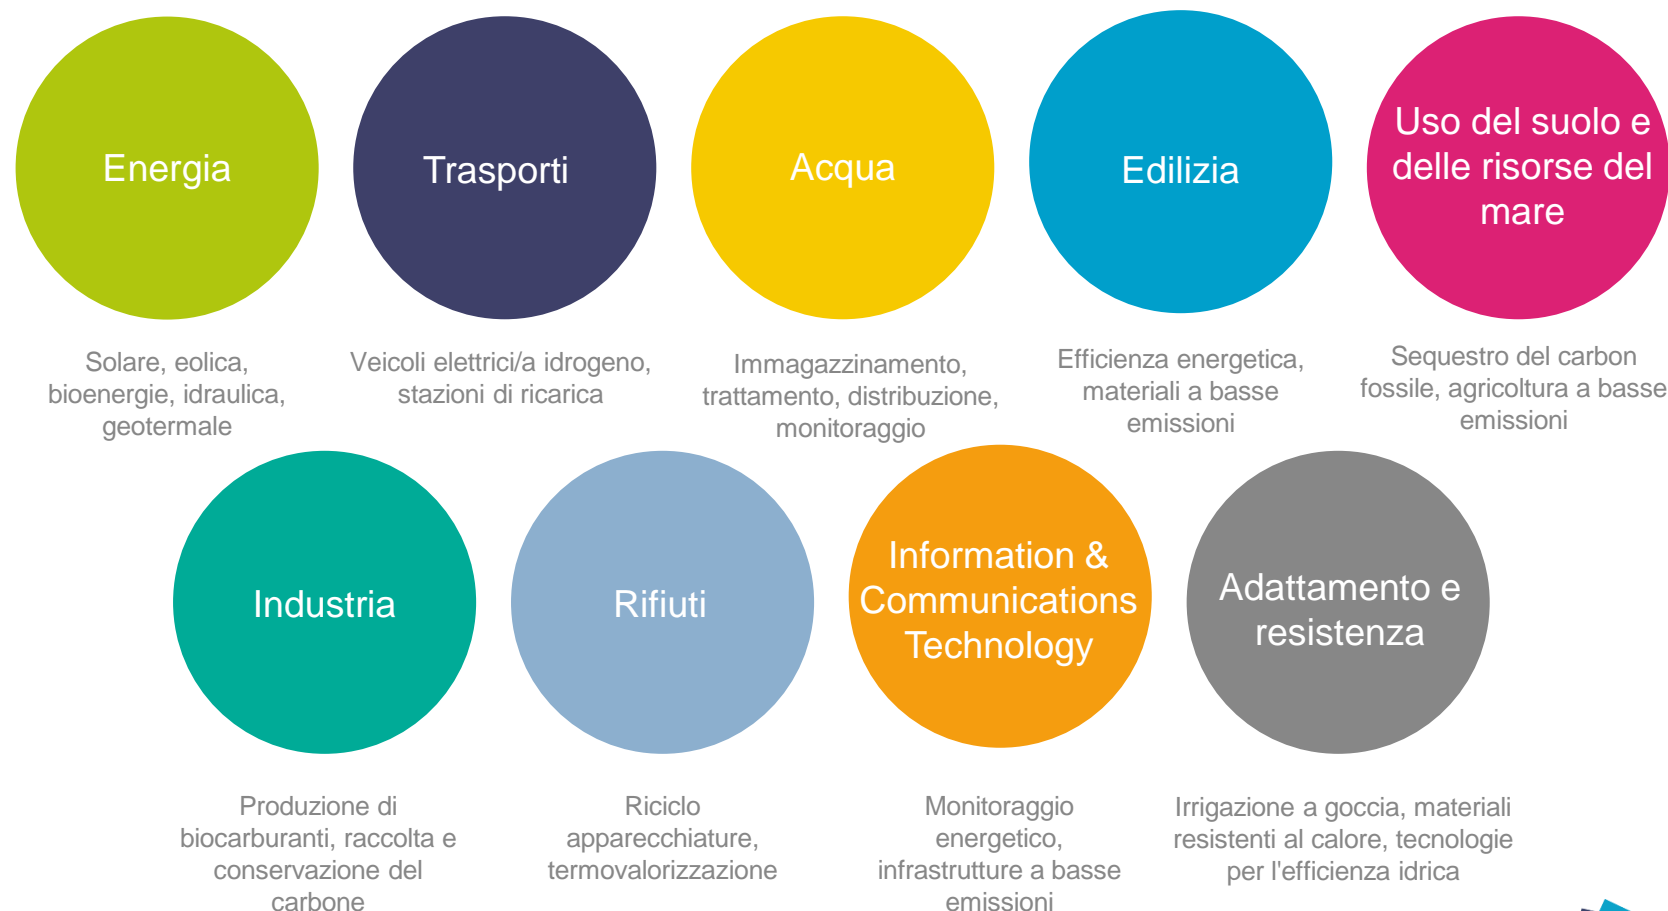 Energia
Trasporti
Acqua
Edilizia
Uso del suolo e
delle risorse del
mare
Solare, eolica,
bioenergie, idraulica,
geotermale
Veicoli elettrici/a idrogeno,
stazioni di ricarica
Immagazzinamento,
trattamento, distribuzione,
monitoraggio
Efficienza energetica,
materiali a basse
emissioni
Sequestro del carbon
fossile, agricoltura a basse
emissioni
Industria
Rifiuti
Information &
Communications
Technology
Adattamento e
resistenza
Produzione di
biocarburanti, raccolta e
conservazione del
carbone
Riciclo
apparecchiature,
termovalorizzazione
Monitoraggio
energetico,
infrastrutture a basse
emissioni
Irrigazione a goccia, materiali
resistenti al calore, tecnologie
per l'efficienza idrica